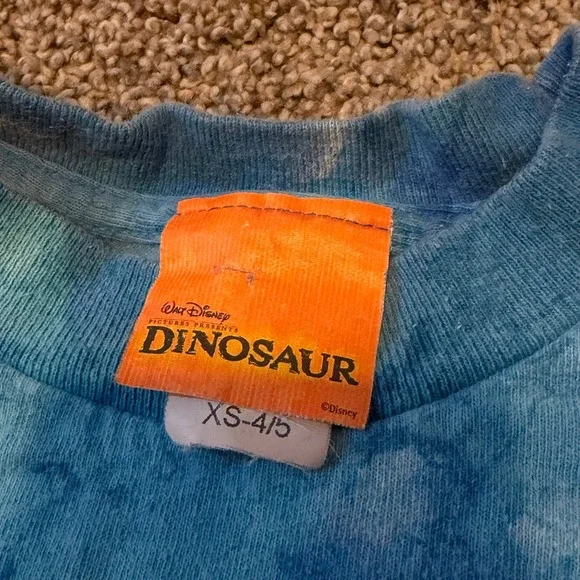 Walt Disney
PICTURES PRESENTS
DINOSAUR
©Disney
XS-4/5